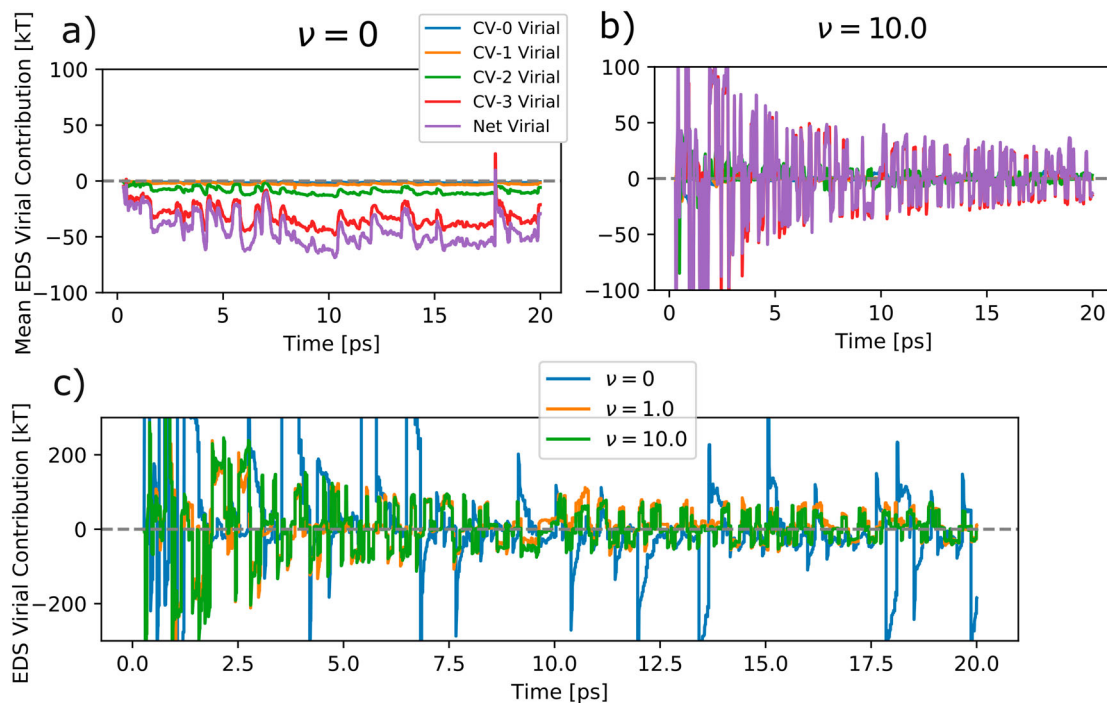 a)
ν = 0
CV-0 Virial
CV-1 Virial
CV-2 Virial
CV-3 Virial
Net Virial
Mean EDS Virial Contribution [kT]
100
50
0
−50
−100
0
5
10
15
20
Time [ps]
b)
ν = 10.0
100
50
0
−50
−100
0
5
10
15
20
Time [ps]
c)
ν = 0
ν = 1.0
ν = 10.0
EDS Virial Contribution [kT]
200
0
−200
0.0
2.5
5.0
7.5
10.0
12.5
15.0
17.5
20.0
Time [ps]